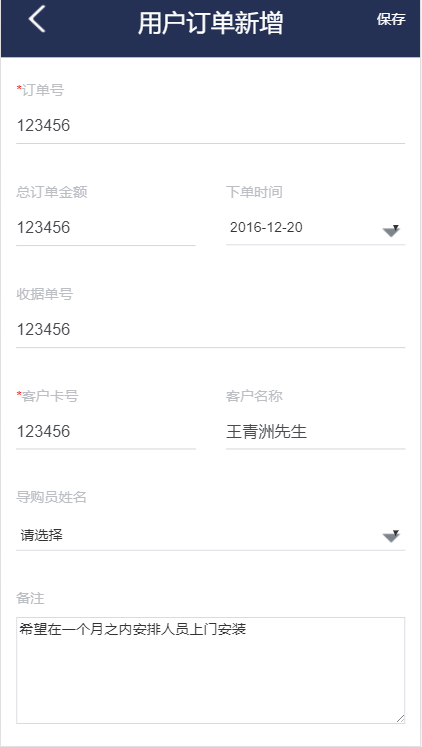 用户订单新增
保存
*订单号
123456
总订单金额
下单时间
123456
2016-12-20
收据单号
123456
*客户卡号
客户名称
123456
王青洲先生
导购员姓名
请选择
备注
希望在一个月之内安排人员上门安装